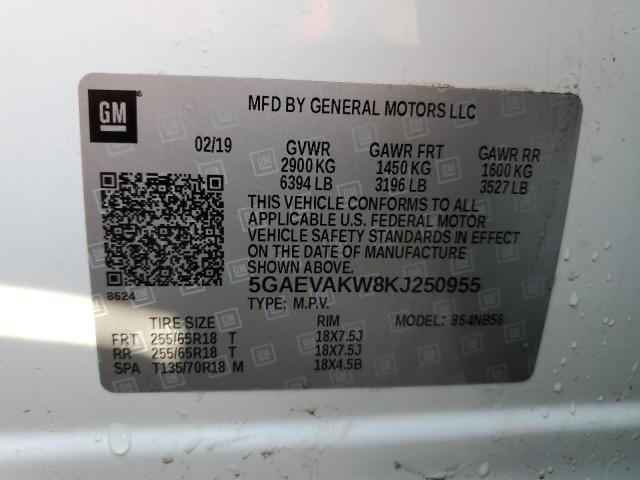 GM
MFD BY GENERAL MOTORS LLC
02/19 GVWR GAWR FRT GAWR RR
2900 KG 1450 KG 1600 KG
6394 LB 3196 LB 3527 LB
THIS VEHICLE CONFORMS TO ALL
APPLICABLE U.S. FEDERAL MOTOR
VEHICLE SAFETY STANDARDS IN EFFECT
ON THE DATE OF MANUFACTURE
SHOWN ABOVE.
8624 5GAEVAKW8KJ250955
TYPE: M.P.V.
TIRE SIZE RIM MODEL: 854NB56
FRT 255/65R18 T 18X7.5J
RR 255/65R18 T 18X7.5J
SPA T135/70R18 M 18X4.5B